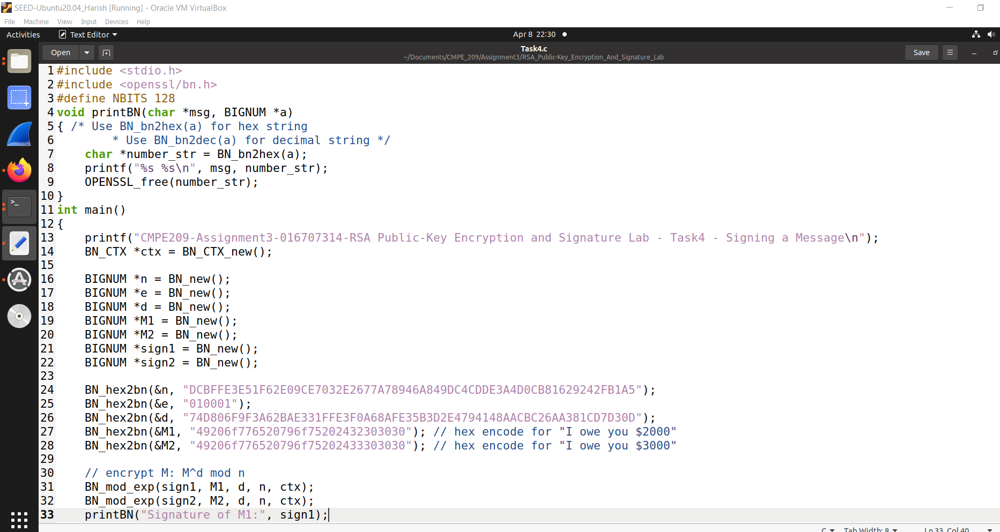 SEED-Ubuntu20.04_Harish [Running] - Oracle VM VirtualBox
File Machine View Input Devices Help
Activities Text Editor Apr 8 22:30
Open Task4.c Save
~/Documents/CMPE_209/Assignment3/RSA_Public-Key_Encryption_And_Signature_Lab
1 #include <stdio.h>
2 #include <openssl/bn.h>
3 #define NBITS 128
4 void printBN(char *msg, BIGNUM *a)
5 { /* Use BN_bn2hex(a) for hex string
6         * Use BN_bn2dec(a) for decimal string */
7     char *number_str = BN_bn2hex(a);
8     printf("%s %s\n", msg, number_str);
9     OPENSSL_free(number_str);
10 }
11 int main()
12 {
13     printf("CMPE209-Assignment3-016707314-RSA Public-Key Encryption and Signature Lab - Task4 - Signing a Message\n");
14     BN_CTX *ctx = BN_CTX_new();
15
16     BIGNUM *n = BN_new();
17     BIGNUM *e = BN_new();
18     BIGNUM *d = BN_new();
19     BIGNUM *M1 = BN_new();
20     BIGNUM *M2 = BN_new();
21     BIGNUM *sign1 = BN_new();
22     BIGNUM *sign2 = BN_new();
23
24     BN_hex2bn(&n, "DCBFFE3E51F62E09CE7032E2677A78946A849DC4CDDE3A4D0CB81629242FB1A5");
25     BN_hex2bn(&e, "010001");
26     BN_hex2bn(&d, "74D806F9F3A62BAE331FFE3F0A68AFE35B3D2E4794148AACBC26AA381CD7D30D");
27     BN_hex2bn(&M1, "49206f776520796f75202432303030"); // hex encode for "I owe you $2000"
28     BN_hex2bn(&M2, "49206f776520796f75202433303030"); // hex encode for "I owe you $3000"
29
30     // encrypt M: M^d mod n
31     BN_mod_exp(sign1, M1, d, n, ctx);
32     BN_mod_exp(sign2, M2, d, n, ctx);
33     printBN("Signature of M1:", sign1);
C Tab Width: 8 Ln 33, Col 40